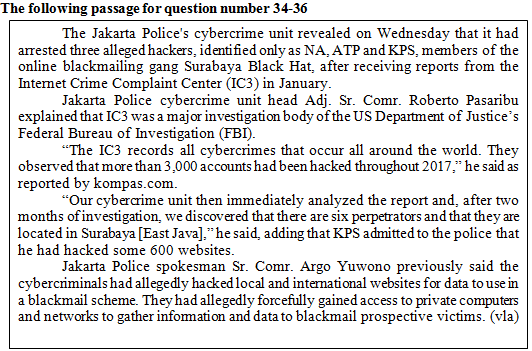 The following passage for question number 34-36
The Jakarta Police's cybercrime unit revealed on Wednesday that it had
arrested three alleged hackers, identified only as NA, ATP and KPS, members of the
online blackmailing gang Surabaya Black Hat, after receiving reports from the
Internet Crime Complaint Center (IC3) in January.
Jakarta Police cybercrime unit head Adj. Sr. Comr. Roberto Pasaribu
explained that IC3 was a major investigation body of the US Department of Justice's
Federal Bureau of Investigation (FBI).
“The IC3 records all cybercrimes that occur all around the world. They
observed that more than 3,000 accounts had been hacked throughout 2017,” he said as
reported by kompas.com.
“Our cybercrime unit then immediately analyzed the report and, after two
months of investigation, we discovered that there are six perpetrators and that they are
located in Surabaya [East Java],” he said, adding that KPS admitted to the police that
he had hacked some 600 websites.
Jakarta Police spokesman Sr. Comr. Argo Yuwono previously said the
cybercriminals had allegedly hacked local and international websites for data to use in
a blackmail scheme. They had allegedly forcefully gained access to private computers
and networks to gather information and data to blackmail prospective victims. (vla)